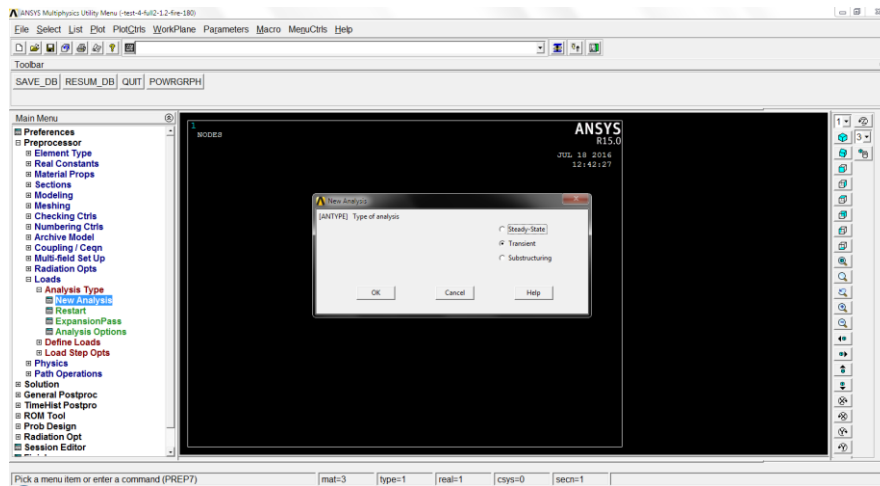 ANSYS Multiphysics Utility Menu (-test-4-full2-1.2-fire-180)
File Select List Plot PlotCtrls WorkPlane Parameters Macro MenuCtrls Help
Toolbar
SAVE_DB RESUM_DB QUIT POWRGRPH
Main Menu
Preferences
Preprocessor
Element Type
Real Constants
Material Props
Sections
Modeling
Meshing
Checking Ctrls
Numbering Ctrls
Archive Model
Coupling / Ceqn
Multi-field Set Up
Radiation Opts
Loads
Analysis Type
New Analysis
Restart
ExpansionPass
Analysis Options
Define Loads
Load Step Opts
Physics
Path Operations
Solution
General Postproc
TimeHist Postpro
ROM Tool
Prob Design
Radiation Opt
Session Editor
1
NODES
ANSYS
R15.0
JUL 18 2016
12:42:27
New Analysis
[ANTYPE] Type of analysis
Steady-State
Transient
Substructuring
OK Cancel Help
1
3
Pick a menu item or enter a command (PREP7) mat=3 type=1 real=1 csys=0 secn=1